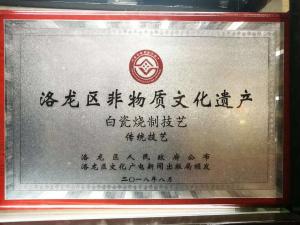 洛龙区非物质文化遗产
白瓷烧制技艺
传统技艺
洛龙区人民政府公布
洛龙区文化广电新闻出版局颁发
二〇一八年八月